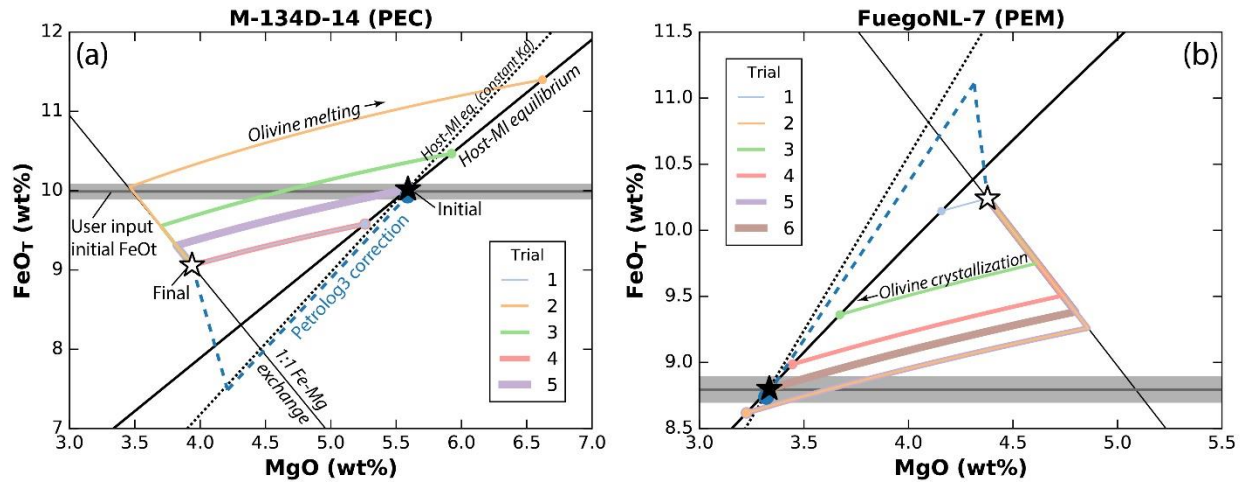 M-134D-14 (PEC)
(a)
FeO_T (wt%)
12
11
10
9
8
7
3.0
3.5
4.0
4.5
5.0
5.5
6.0
6.5
7.0
MgO (wt%)
Olivine melting
Host-MI eq. (constant Kd)
Host-MI equilibrium
User input
initial FeOt
Initial
Final
Petrolog3 correction
1:1 Fe-Mg
exchange
Trial
1
2
3
4
5
FuegoNL-7 (PEM)
(b)
FeO_T (wt%)
11.5
11.0
10.5
10.0
9.5
9.0
8.5
3.0
3.5
4.0
4.5
5.0
5.5
MgO (wt%)
Trial
1
2
3
4
5
6
Olivine crystallization